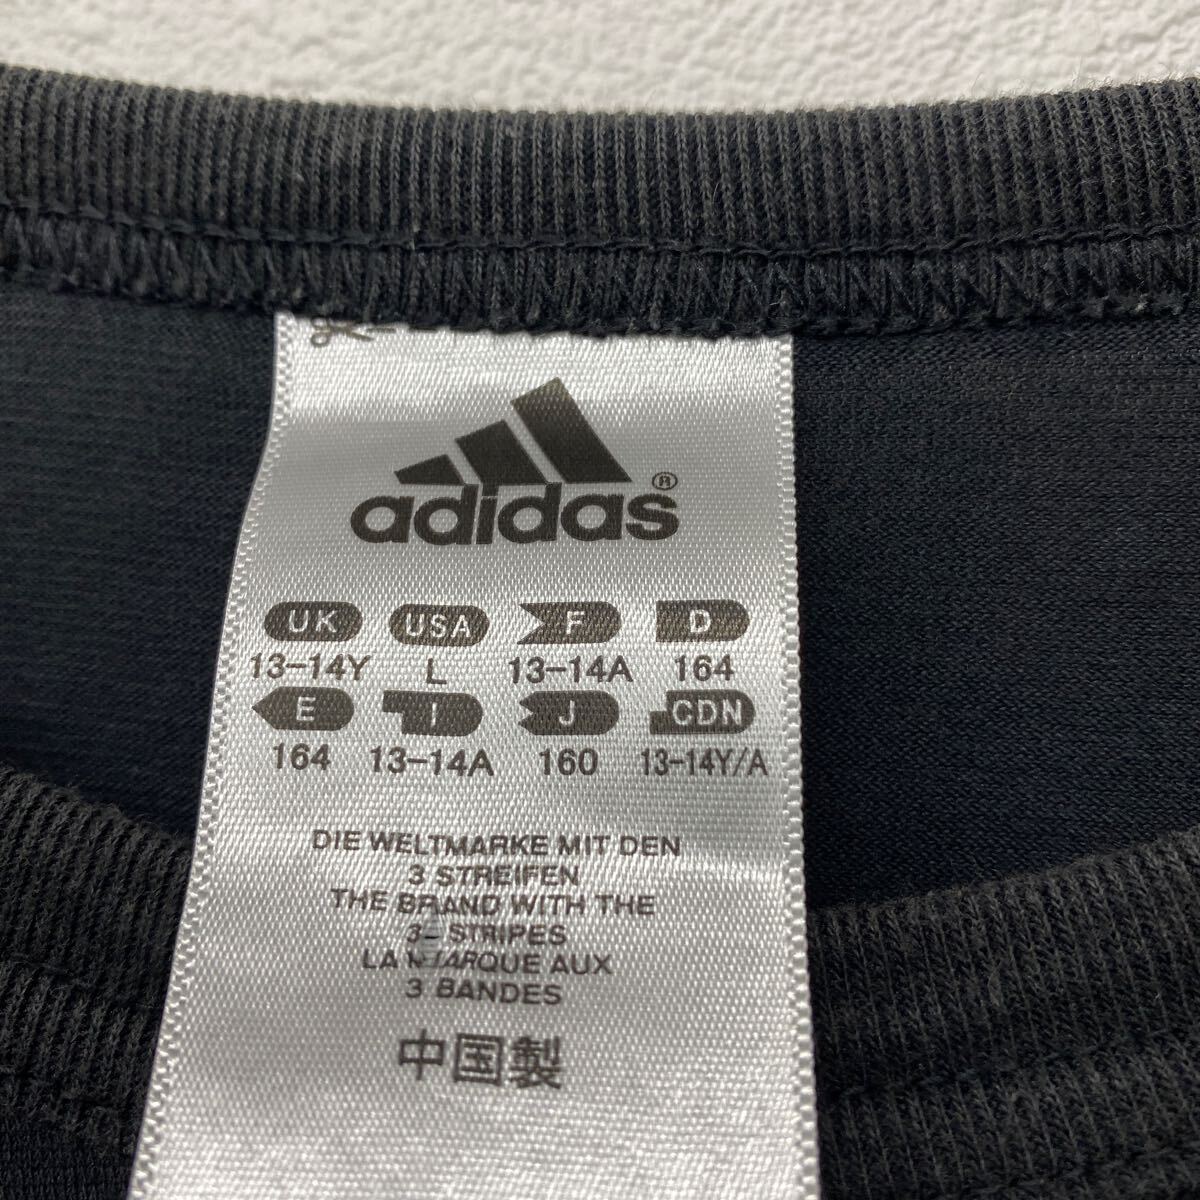 adidas®
UK USA F D
13-14Y L 13-14A 164
E I J CDN
164 13-14A 160 13-14Y/A
DIE WELTMARKE MIT DEN
3 STREIFEN
THE BRAND WITH THE
3 STRIPES
LA MARQUE AUX
3 BANDES
中国製